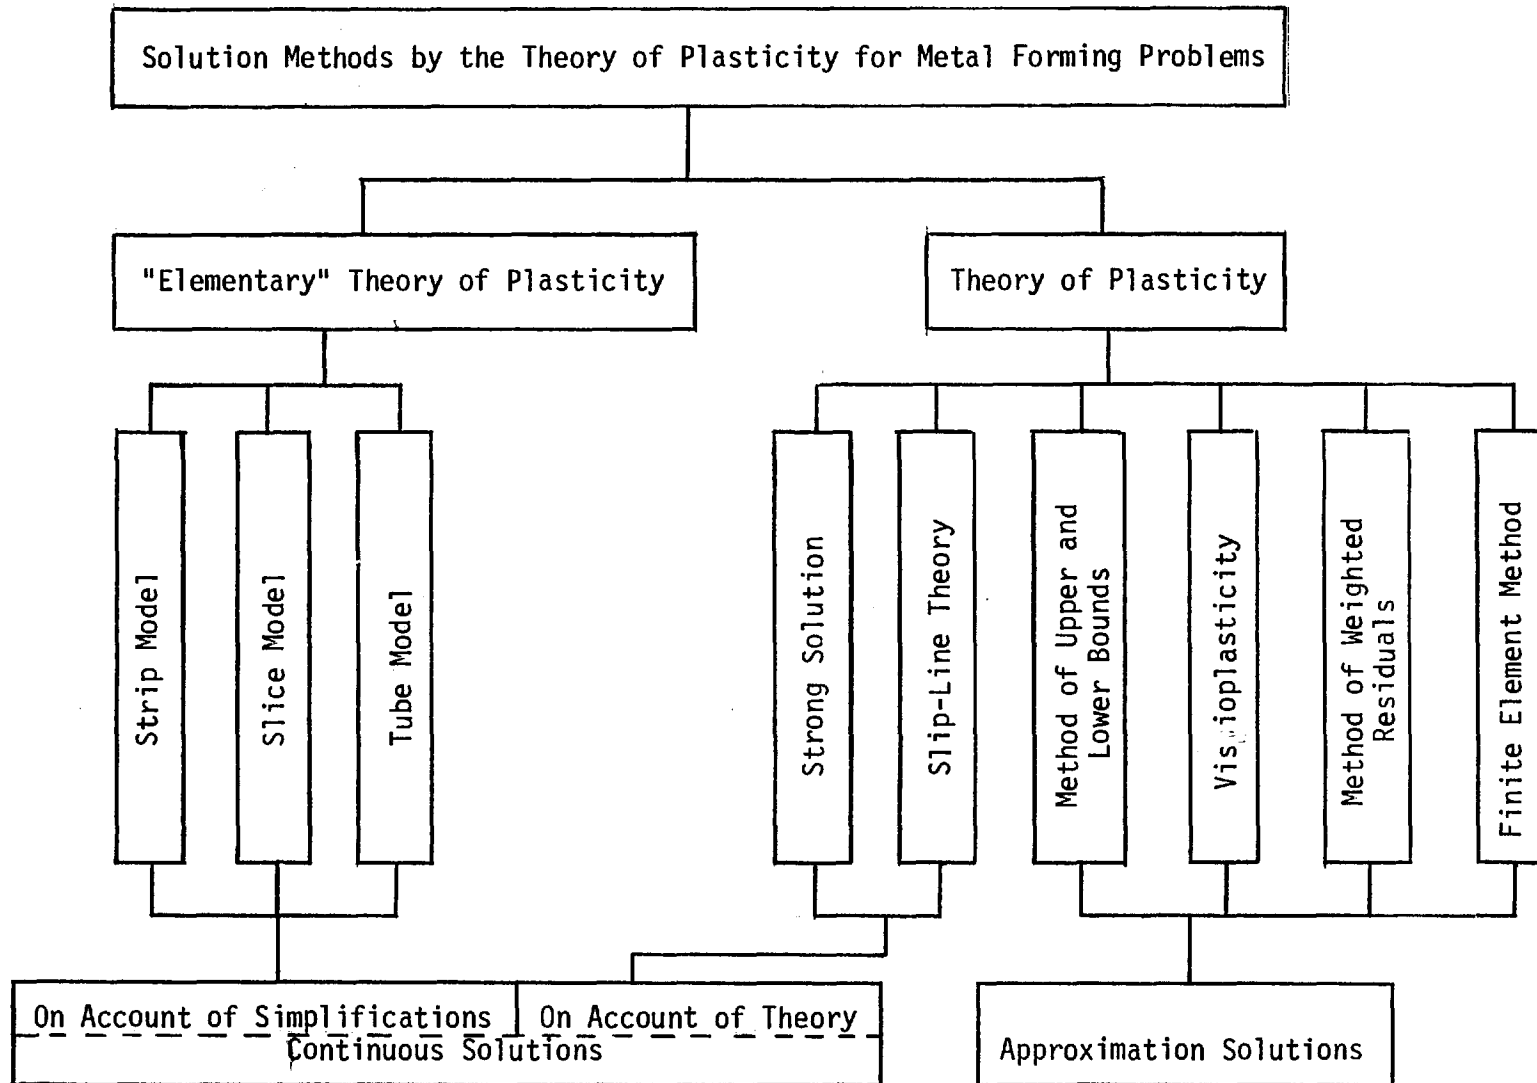 Solution Methods by the Theory of Plasticity for Metal Forming Problems
"Elementary" Theory of Plasticity
Theory of Plasticity
Strip Model
Slice Model
Tube Model
Strong Solution
Slip-Line Theory
Method of Upper and
Lower Bounds
Visioplasticity
Method of Weighted
Residuals
Finite Element Method
On Account of Simplifications
On Account of Theory
Continuous Solutions
Approximation Solutions